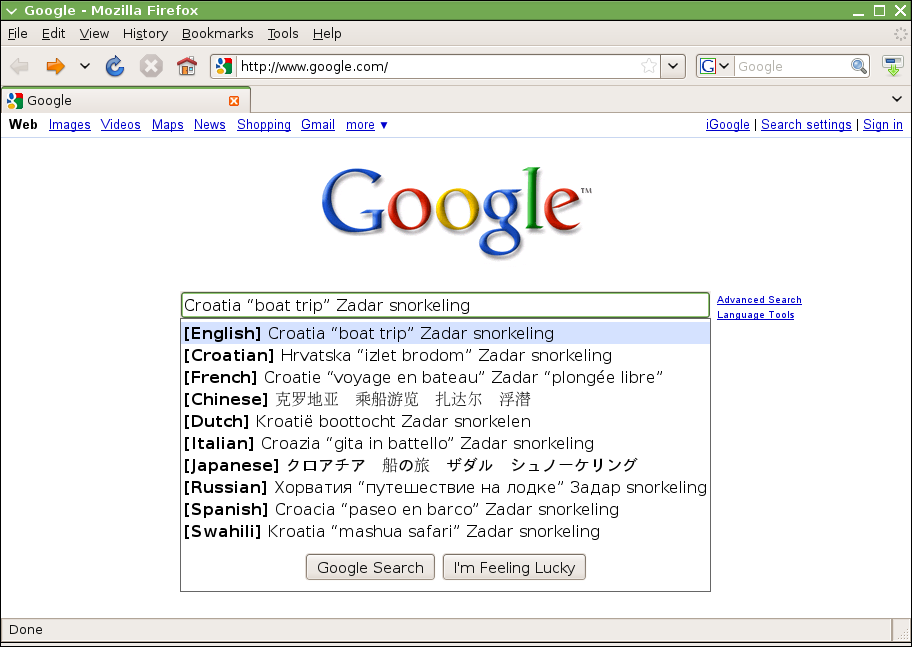 Google - Mozilla Firefox
File Edit View History Bookmarks Tools Help
http://www.google.com/ G Google
Google
Web Images Videos Maps News Shopping Gmail more ▼ iGoogle | Search settings | Sign in
Google™
Croatia “boat trip” Zadar snorkeling Advanced Search
Language Tools
[English] Croatia “boat trip” Zadar snorkeling
[Croatian] Hrvatska “izlet brodom” Zadar snorkeling
[French] Croatie “voyage en bateau” Zadar “plongée libre”
[Chinese] 克罗地亚 乘船游览 扎达尔 浮潜
[Dutch] Kroatië boottocht Zadar snorkelen
[Italian] Croazia “gita in battello” Zadar snorkeling
[Japanese] クロアチア 船の旅 ザダル シュノーケリング
[Russian] Хорватия “путешествие на лодке” Задар snorkeling
[Spanish] Croacia “paseo en barco” Zadar snorkeling
[Swahili] Kroatia “mashua safari” Zadar snorkeling
Google Search I'm Feeling Lucky
Done